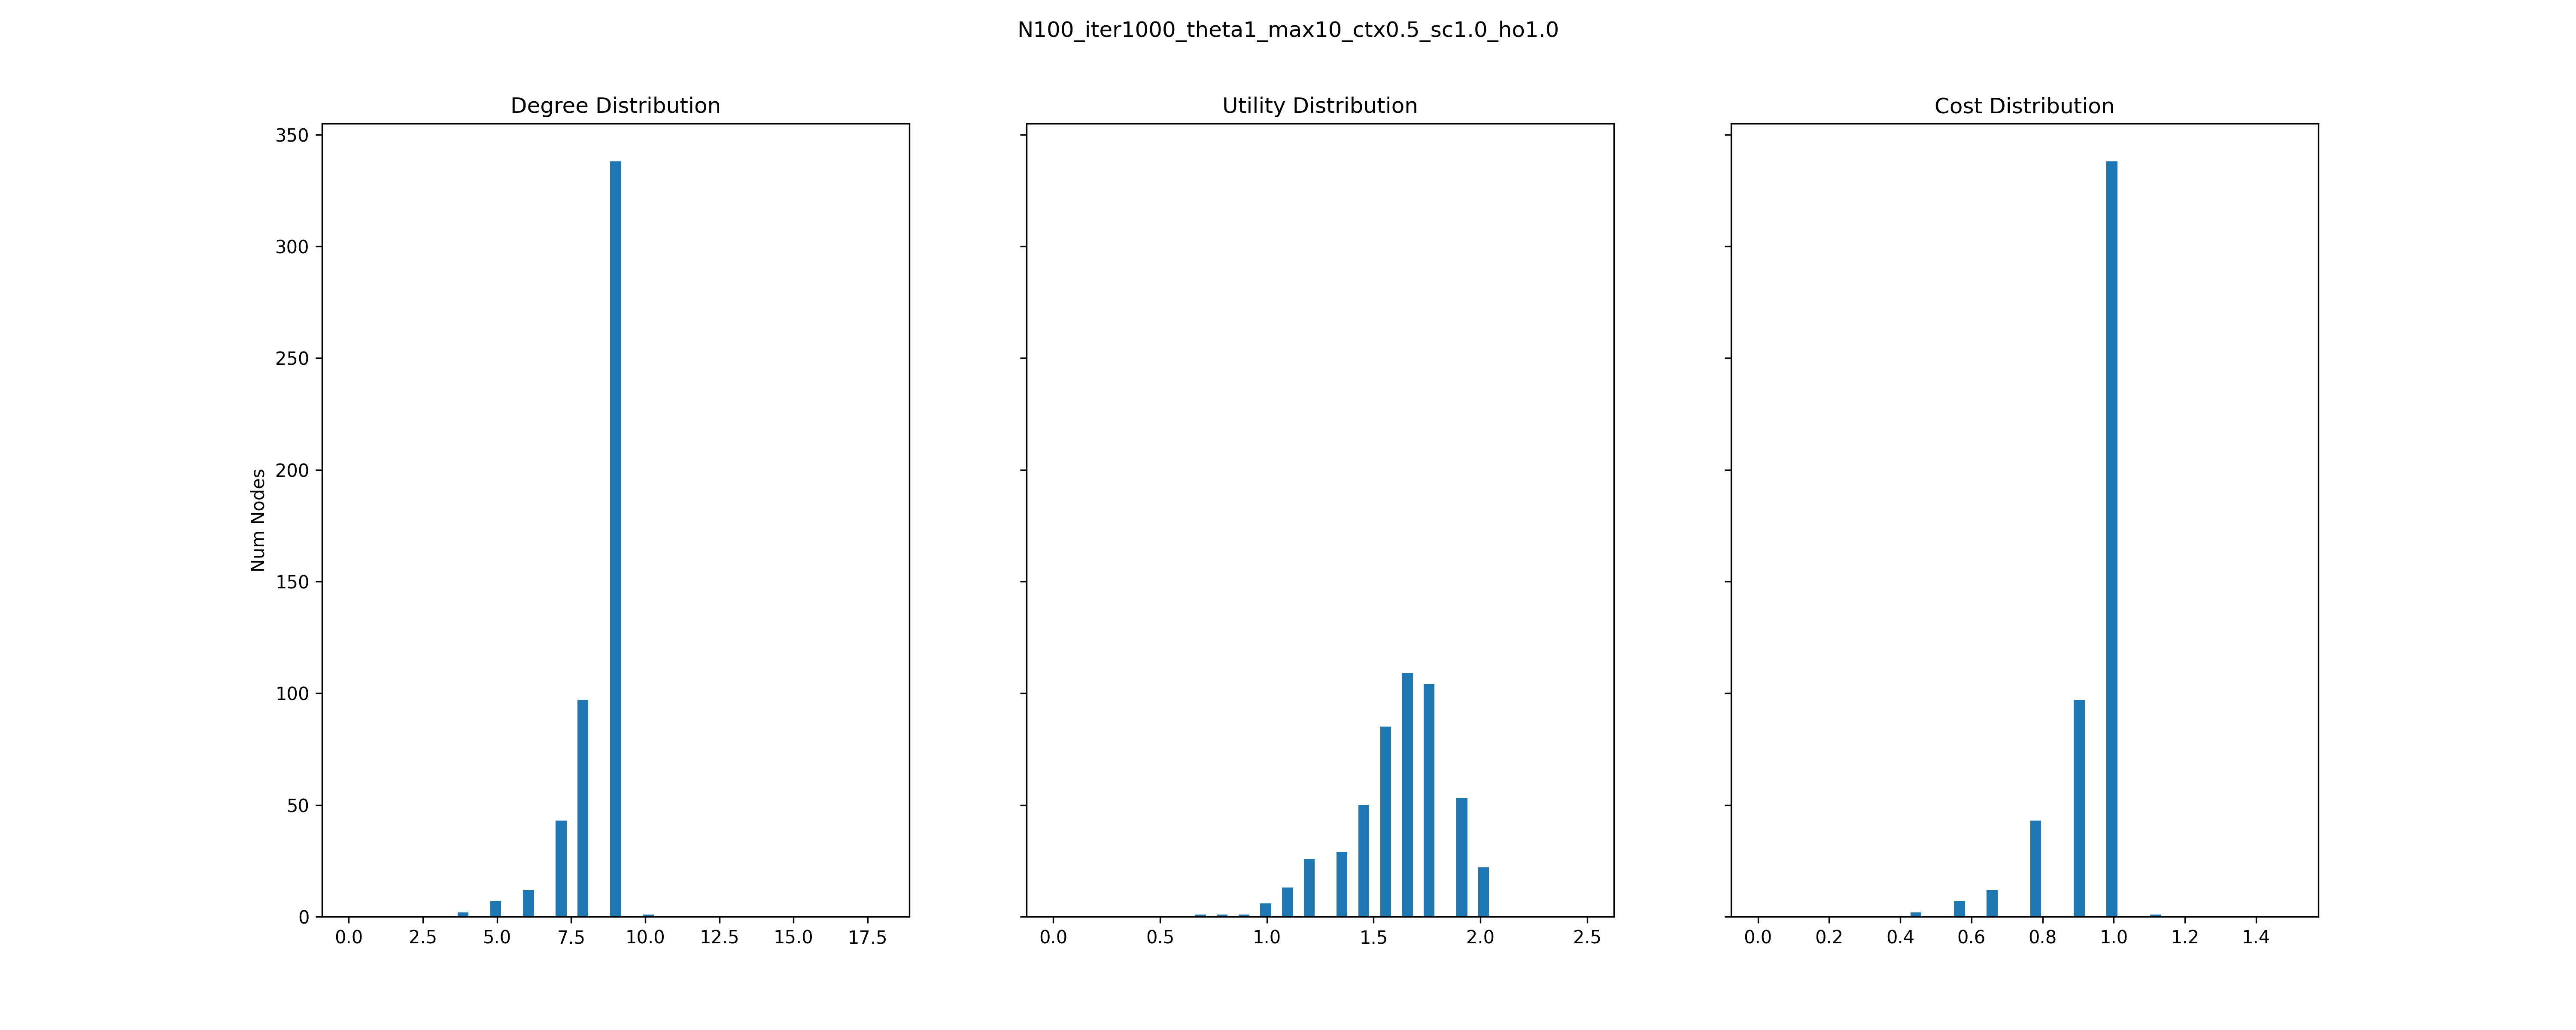 N100_iter1000_theta1_max10_ctx0.5_sc1.0_ho1.0
Degree Distribution
Utility Distribution
Cost Distribution
350
300
250
200
150
100
50
0
Num Nodes
0.0 2.5 5.0 7.5 10.0 12.5 15.0 17.5
0.0 0.5 1.0 1.5 2.0 2.5
0.0 0.2 0.4 0.6 0.8 1.0 1.2 1.4